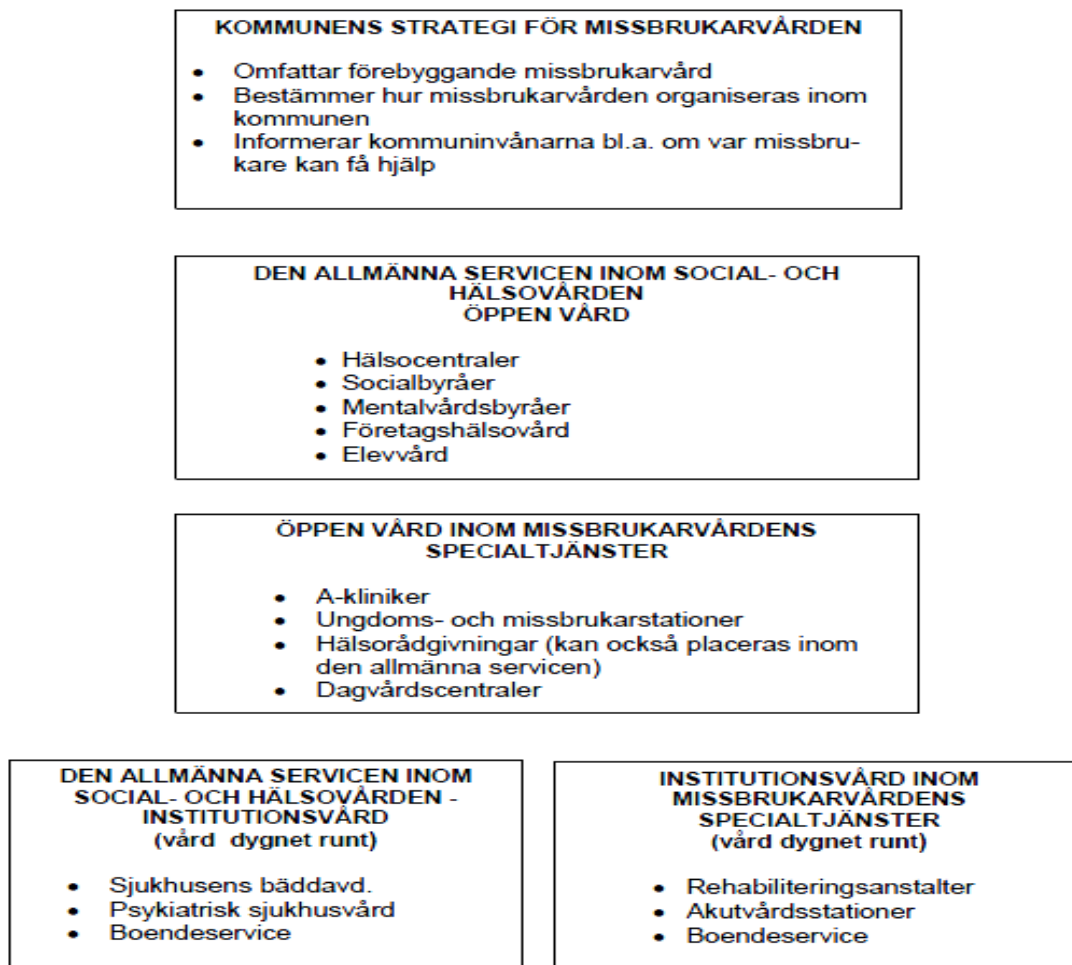 KOMMUNENS STRATEGI FÖR MISSBRUKARVÅRDEN
• Omfattar förebyggande missbrukarvård
• Bestämmer hur missbrukarvården organiseras inom
kommunen
• Informerar kommuninvånarna bl.a. om var missbru-
kare kan få hjälp
DEN ALLMÄNNA SERVICEN INOM SOCIAL- OCH
HÄLSOVÅRDEN
ÖPPEN VÅRD
• Hälsocentraler
• Socialbyråer
• Mentalvårdsbyråer
• Företagshälsovård
• Elevvård
ÖPPEN VÅRD INOM MISSBRUKARVÅRDENS
SPECIALTJÄNSTER
• A-kliniker
• Ungdoms- och missbrukarstationer
• Hälsorådgivningar (kan också placeras inom
den allmänna servicen)
• Dagvårdscentraler
DEN ALLMÄNNA SERVICEN INOM
SOCIAL- OCH HÄLSOVÅRDEN -
INSTITUTIONSVÅRD
(vård dygnet runt)
• Sjukhusens bäddavd.
• Psykiatrisk sjukhusvård
• Boendeservice
INSTITUTIONSVÅRD INOM
MISSBRUKARVÅRDENS
SPECIALTJÄNSTER
(vård dygnet runt)
• Rehabiliteringsanstalter
• Akutvårdsstationer
• Boendeservice